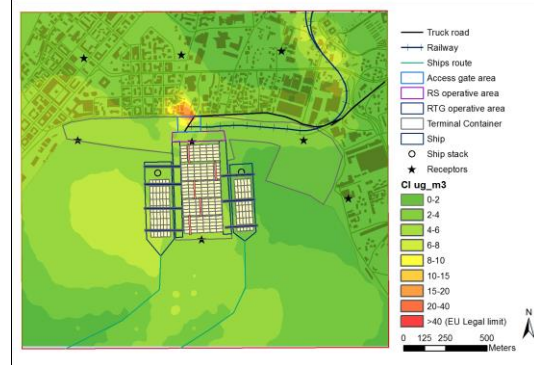 Truck road
Railway
Ships route
Access gate area
RS operative area
RTG operative area
Terminal Container
Ship
Ship stack
Receptors
CI ug_m3
0-2
2-4
4-6
6-8
8-10
10-15
15-20
20-40
>40 (EU Legal limit)
N
0 125 250 500
Meters